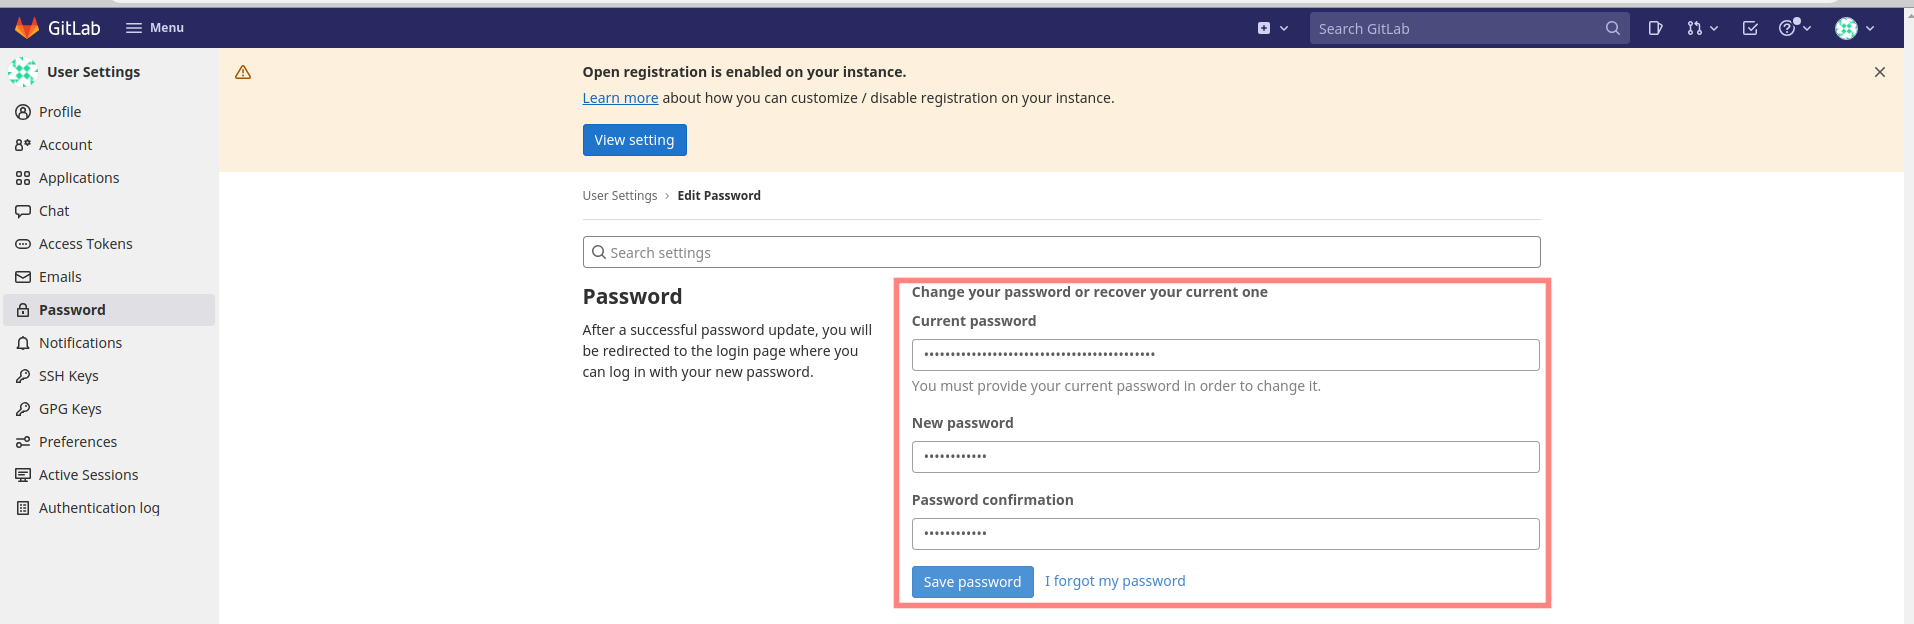 GitLab
Menu
Search GitLab
User Settings
Profile
Account
Applications
Chat
Access Tokens
Emails
Password
Notifications
SSH Keys
GPG Keys
Preferences
Active Sessions
Authentication log
Open registration is enabled on your instance.
Learn more about how you can customize / disable registration on your instance.
View setting
User Settings › Edit Password
Search settings
Password
After a successful password update, you will
be redirected to the login page where you
can log in with your new password.
Change your password or recover your current one
Current password
You must provide your current password in order to change it.
New password
Password confirmation
Save password
I forgot my password